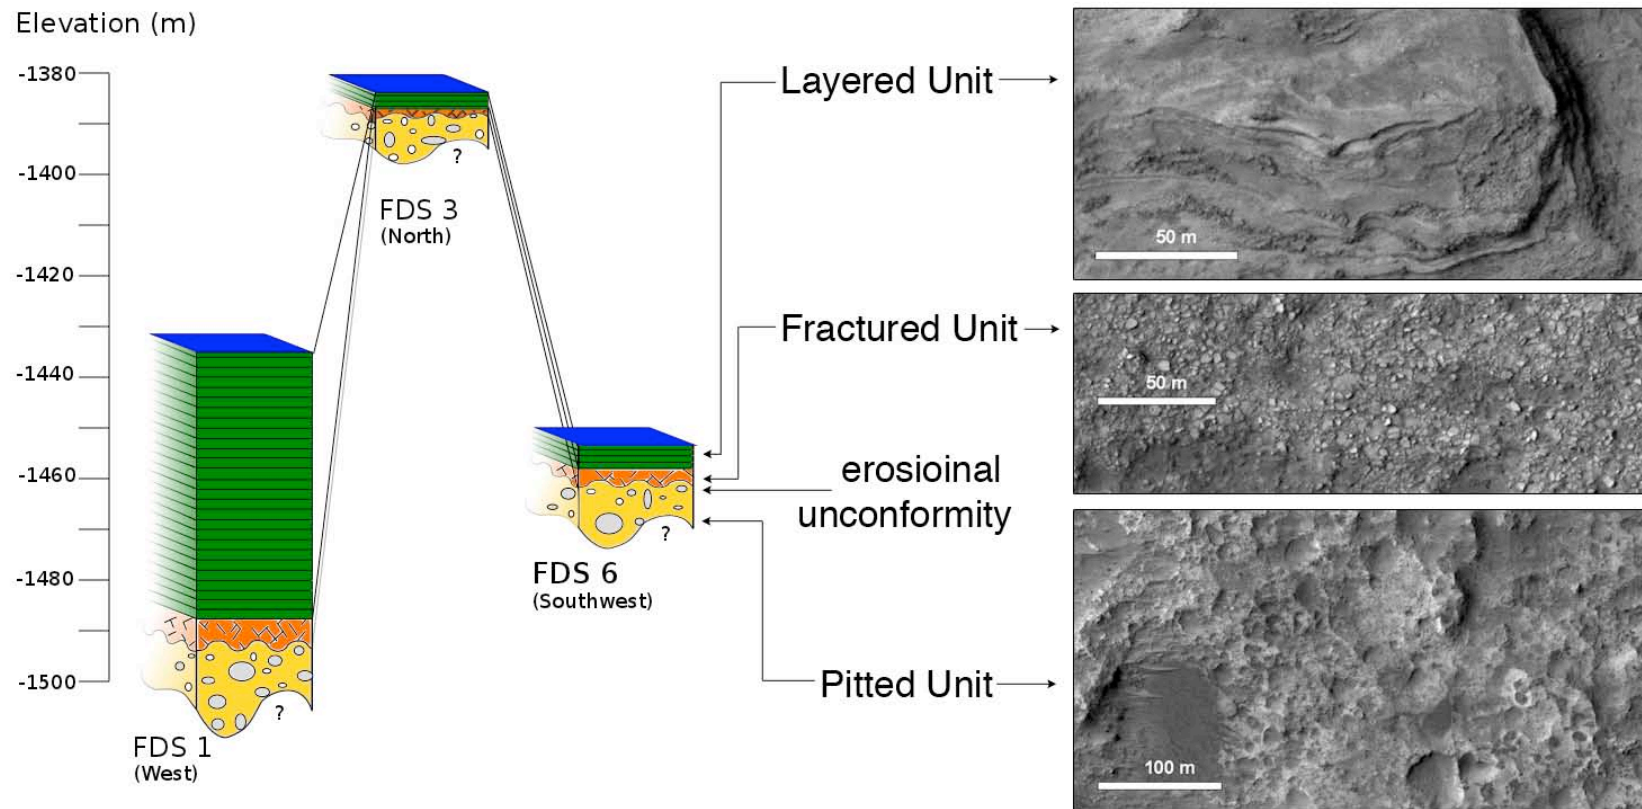 Elevation (m)
-1380
-1400
-1420
-1440
-1460
-1480
-1500
?
FDS 3
(North)
?
FDS 6
(Southwest)
?
FDS 1
(West)
Layered Unit
Fractured Unit
erosioinal
unconformity
Pitted Unit
50 m
50 m
100 m